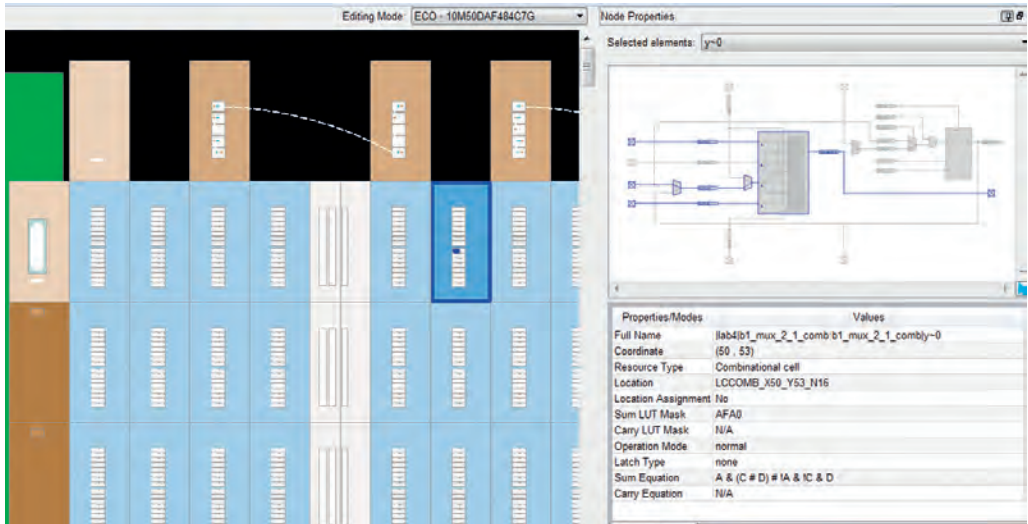 Editing Mode: ECO - 10M50DAF484C7G
Node Properties
Selected elements: y~0
Properties/Modes Values
Full Name |lab4|b1_mux_2_1_comb:b1_mux_2_1_comb|y~0
Coordinate (50 , 53)
Resource Type Combinational cell
Location LCCOMB_X50_Y53_N16
Location Assignment No
Sum LUT Mask AFA0
Carry LUT Mask N/A
Operation Mode normal
Latch Type none
Sum Equation A & (C # D) # !A & !C & D
Carry Equation N/A